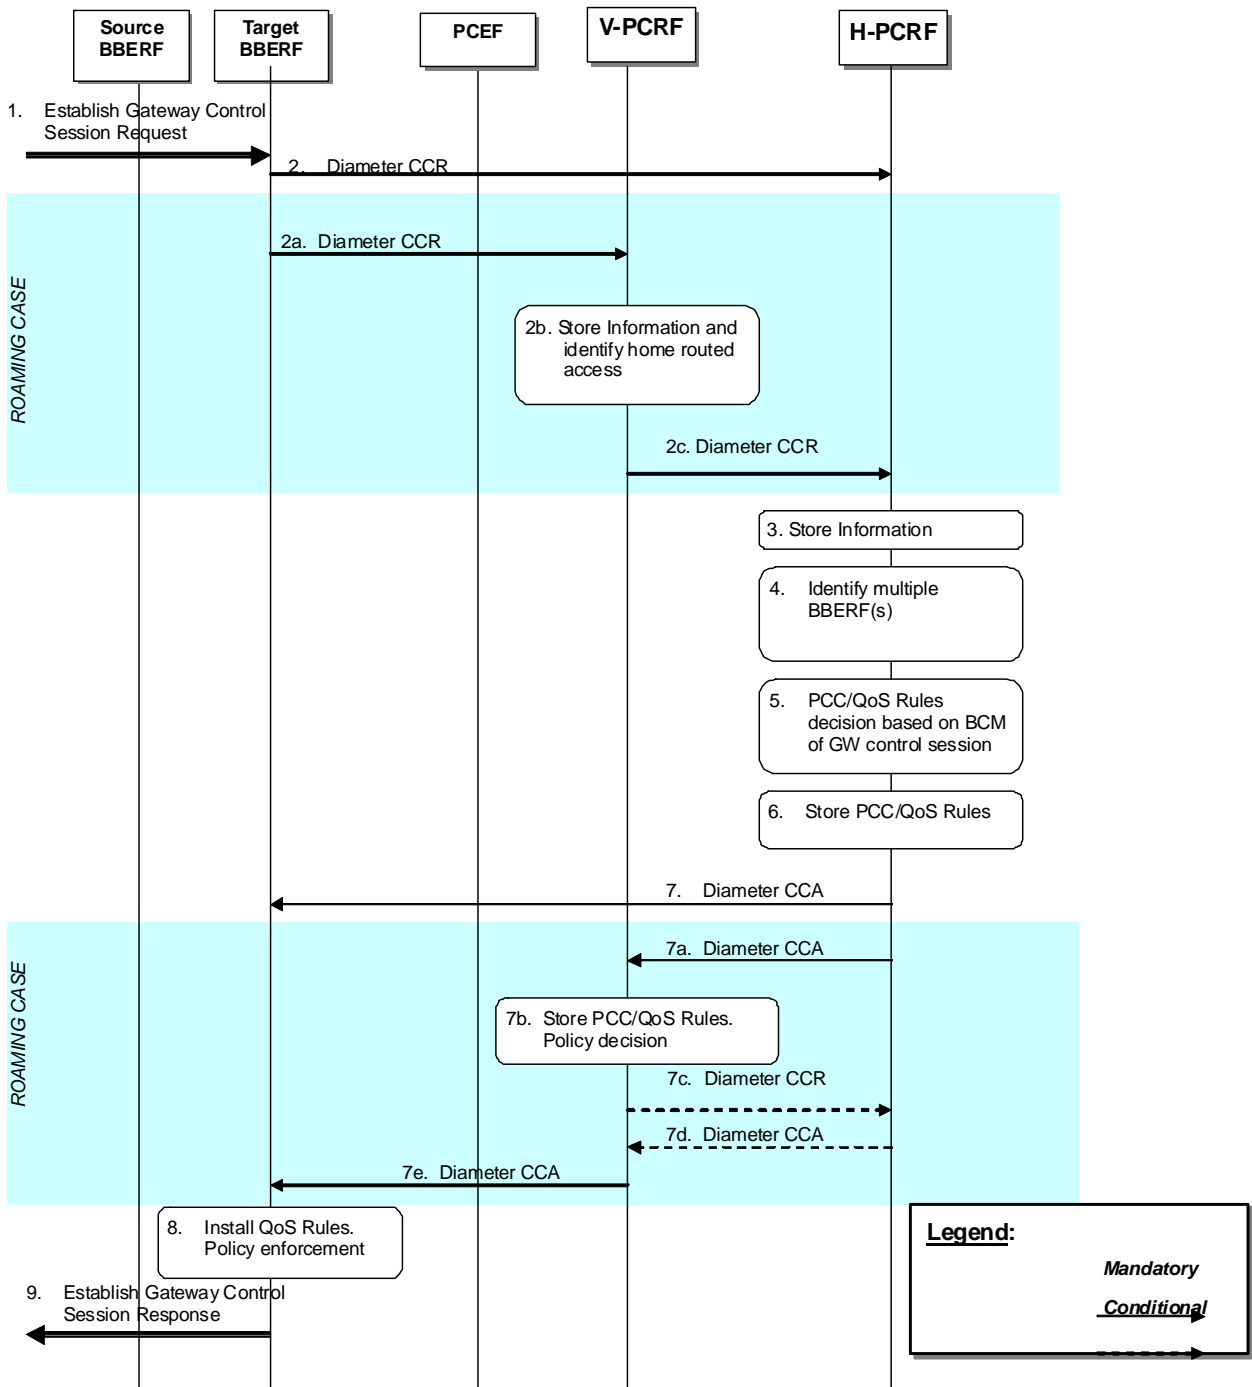 Source
BBERF
Target
BBERF
PCEF
V-PCRF
H-PCRF
1. Establish Gateway Control
Session Request
2. Diameter CCR
ROAMING CASE
2a. Diameter CCR
2b. Store Information and
identify home routed
access
2c. Diameter CCR
3. Store Information
4. Identify multiple
BBERF(s)
5. PCC/QoS Rules
decision based on BCM
of GW control session
6. Store PCC/QoS Rules
7. Diameter CCA
ROAMING CASE
7a. Diameter CCA
7b. Store PCC/QoS Rules.
Policy decision
7c. Diameter CCR
7d. Diameter CCA
7e. Diameter CCA
8. Install QoS Rules.
Policy enforcement
9. Establish Gateway Control
Session Response
Legend:
Mandatory
Conditional